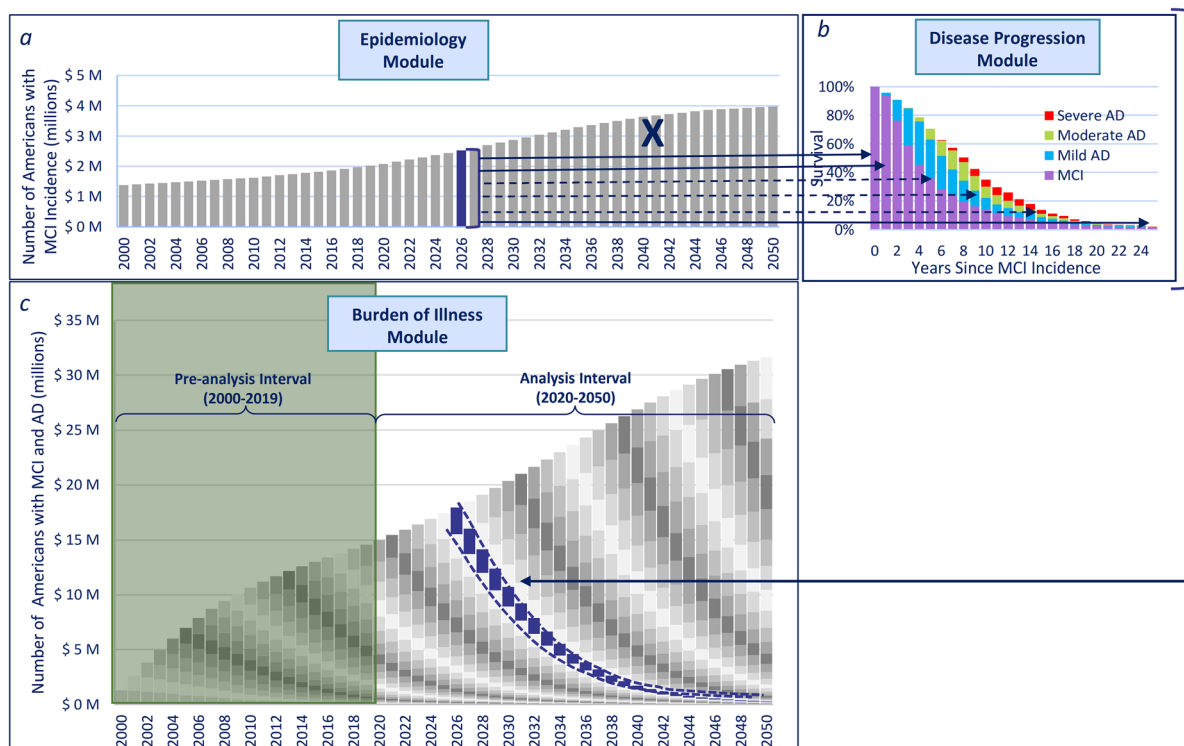 a
Epidemiology
Module
Number of Americans with
MCI Incidence (millions)
$ 5 M
$ 4 M
$ 3 M
$ 2 M
$ 1 M
$ 0 M
X
2000 2002 2004 2006 2008 2010 2012 2014 2016 2018 2020 2022 2024 2026 2028 2030 2032 2034 2036 2038 2040 2042 2044 2046 2048 2050
b
Disease Progression
Module
Survival
100%
80%
60%
40%
20%
0%
Severe AD
Moderate AD
Mild AD
MCI
0 2 4 6 8 10 12 14 16 18 20 22 24
Years Since MCI Incidence
c
Burden of Illness
Module
Number of Americans with MCI and AD (millions)
$ 35 M
$ 30 M
$ 25 M
$ 20 M
$ 15 M
$ 10 M
$ 5 M
$ 0 M
Pre-analysis Interval
(2000-2019)
Analysis Interval
(2020-2050)
2000 2002 2004 2006 2008 2010 2012 2014 2016 2018 2020 2022 2024 2026 2028 2030 2032 2034 2036 2038 2040 2042 2044 2046 2048 2050